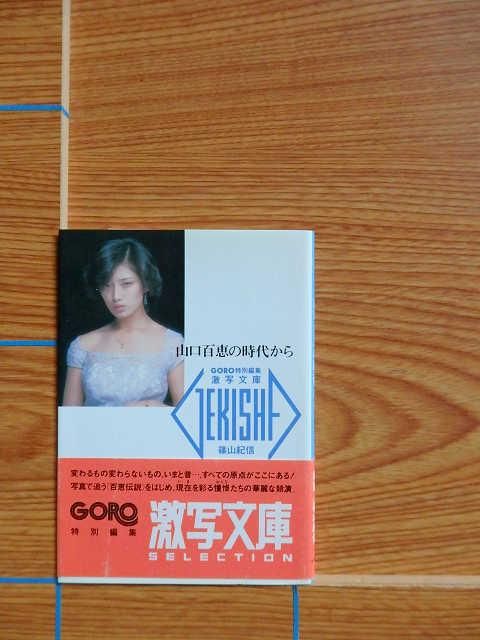 山口百恵の時代から
GORO特別編集
激写文庫
GEKISHA
篠山紀信
変わるもの変わらないもの、いまと昔…、すべての原点がここにある!
写真で追う〔百恵伝説〕をはじめ、現在を彩る憧憬たちの華麗な競演。
GORO
特別編集
激写文庫
SELECTION